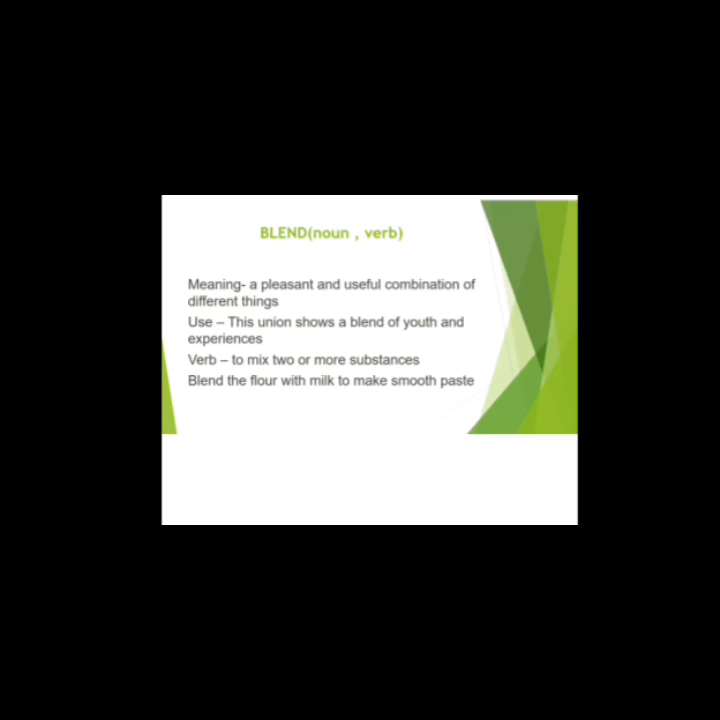 BLEND(noun , verb)
Meaning- a pleasant and useful combination of
different things
Use – This union shows a blend of youth and
experiences
Verb – to mix two or more substances
Blend the flour with milk to make smooth paste